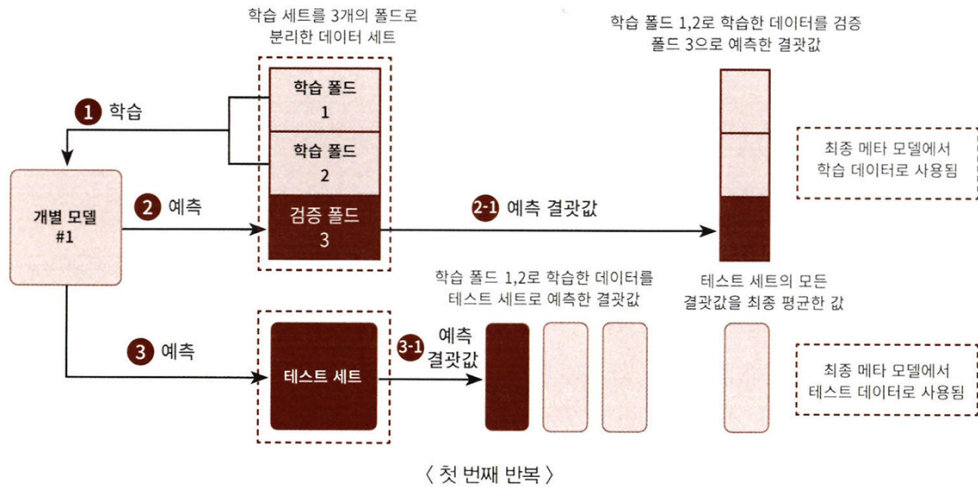 학습 세트를 3개의 폴드로
분리한 데이터 세트
학습 폴드 1,2로 학습한 데이터를 검증
폴드 3으로 예측한 결괏값
1 학습
학습 폴드
1
학습 폴드
2
최종 메타 모델에서
학습 데이터로 사용됨
개별 모델
#1
2 예측
검증 폴드
3
2-1 예측 결괏값
학습 폴드 1,2로 학습한 데이터를
테스트 세트로 예측한 결괏값
테스트 세트의 모든
결괏값을 최종 평균한 값
3 예측
테스트 세트
3-1 예측
결괏값
최종 메타 모델에서
테스트 데이터로 사용됨
〈 첫 번째 반복 〉